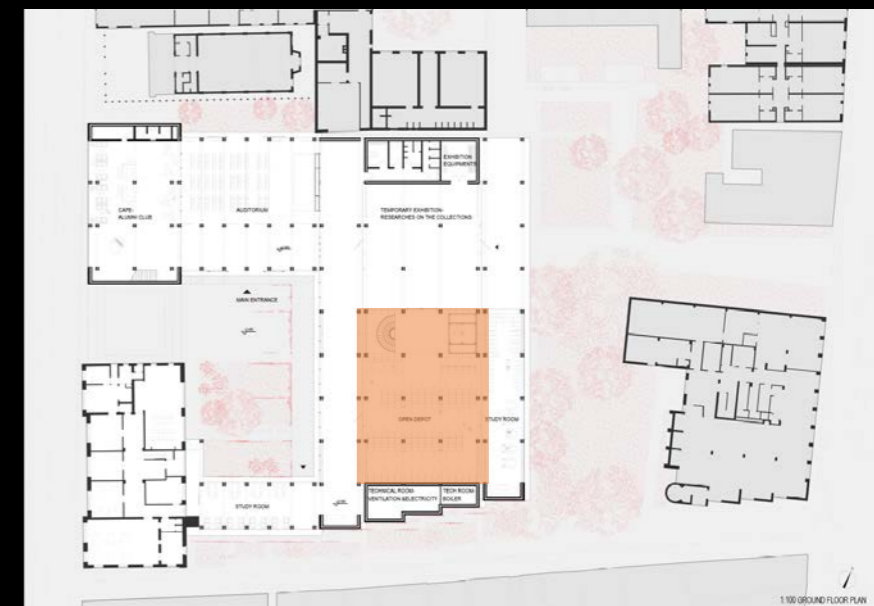 EXHIBITION
EQUIPMENTS
CAFE-
ALUMNI CLUB
AUDITORIUM
TEMPORARY EXHIBITION-
RESEARCHES ON THE COLLECTIONS
MAIN ENTRANCE
OPEN DEPOT
STUDY ROOM
TECHNICAL ROOM-
VENTILATION &ELECTRICITY
TECH ROOM-
BOILER
STUDY ROOM
1:100 GROUND FLOOR PLAN